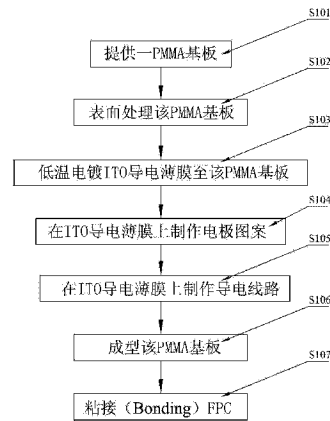 S101
提供一PMMA基板
S102
表面处理该PMMA基板
S103
低温电镀ITO导电薄膜至该PMMA基板
S104
在ITO导电薄膜上制作电极图案
S105
在ITO导电薄膜上制作导电线路
S106
成型该PMMA基板
S107
粘接（Bonding）FPC